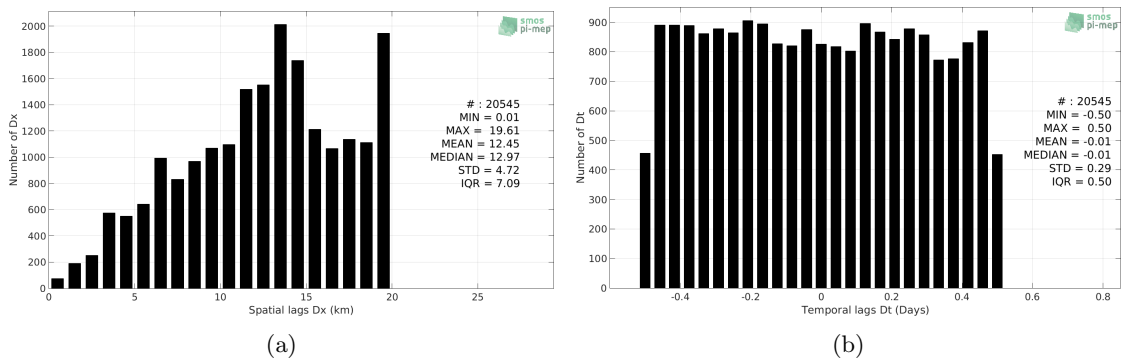 smos
pi-mep
2000
1800
1600
1400
1200
1000
800
600
400
200
0
Number of Dx
# : 20545
MIN = 0.01
MAX = 19.61
MEAN = 12.45
MEDIAN = 12.97
STD = 4.72
IQR = 7.09
0 5 10 15 20 25
Spatial lags Dx (km)
(a)
smos
pi-mep
900
800
700
600
500
400
300
200
100
0
Number of Dt
# : 20545
MIN = -0.50
MAX = 0.50
MEAN = -0.01
MEDIAN = -0.01
STD = 0.29
IQR = 0.50
-0.4 -0.2 0 0.2 0.4 0.6 0.8
Temporal lags Dt (Days)
(b)